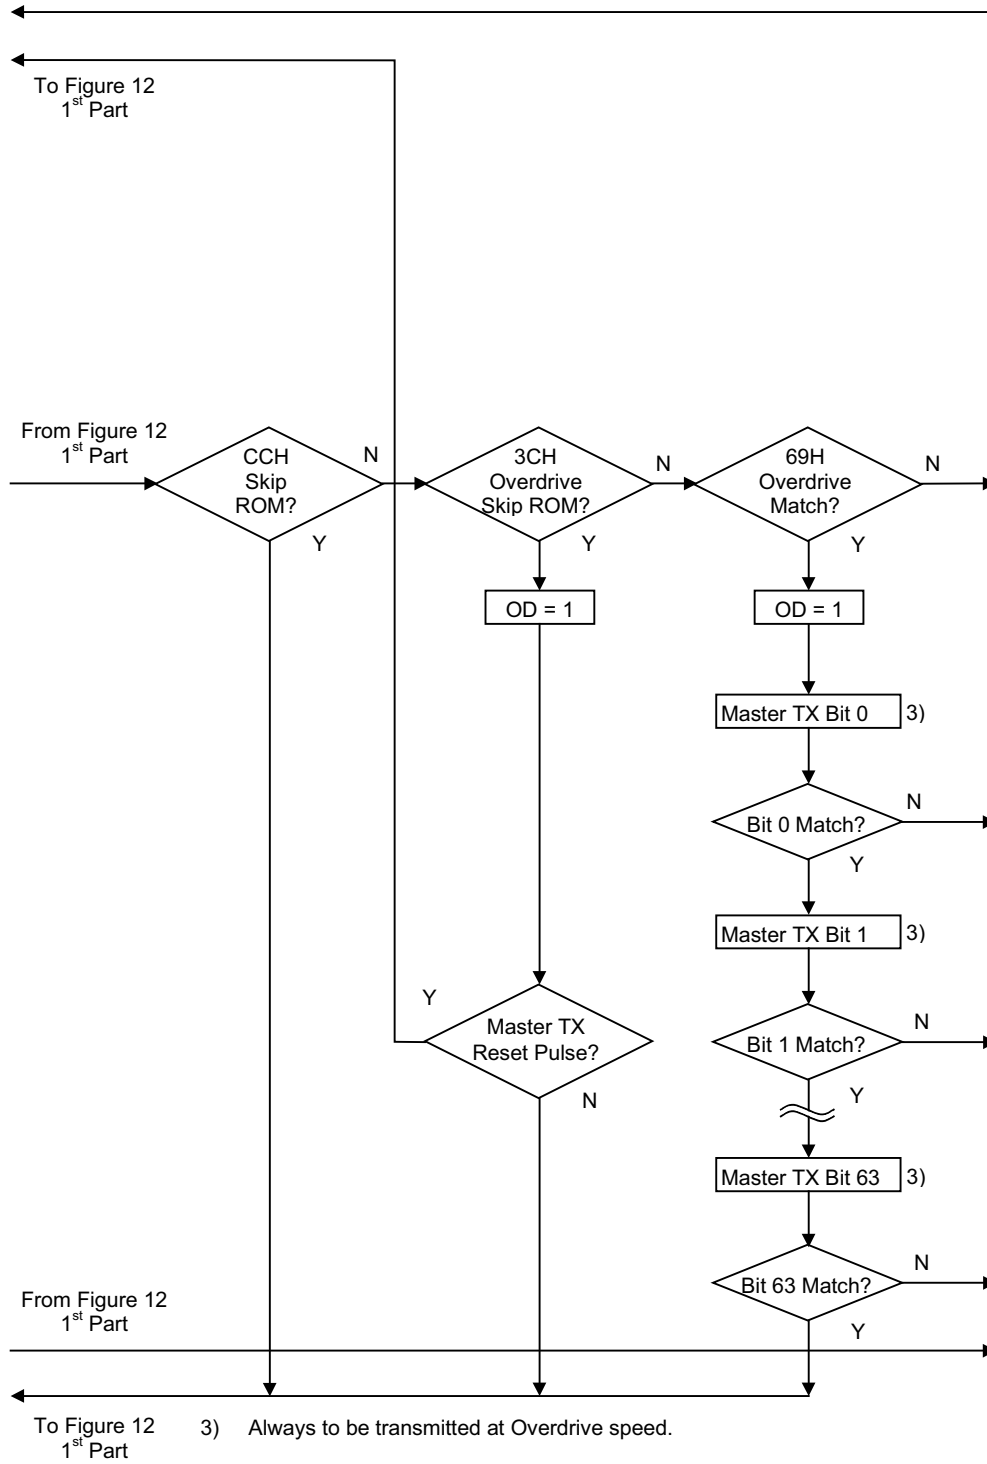 To Figure 12
1st Part
From Figure 12
1st Part
CCH
Skip
ROM?
N
Y
3CH
Overdrive
Skip ROM?
N
Y
69H
Overdrive
Match?
N
Y
OD = 1
OD = 1
Master TX Bit 0
3)
Bit 0 Match?
N
Y
Master TX Bit 1
3)
Y
Master TX
Reset Pulse?
N
Bit 1 Match?
N
Y
Master TX Bit 63
3)
Bit 63 Match?
N
Y
From Figure 12
1st Part
To Figure 12
1st Part
3) Always to be transmitted at Overdrive speed.